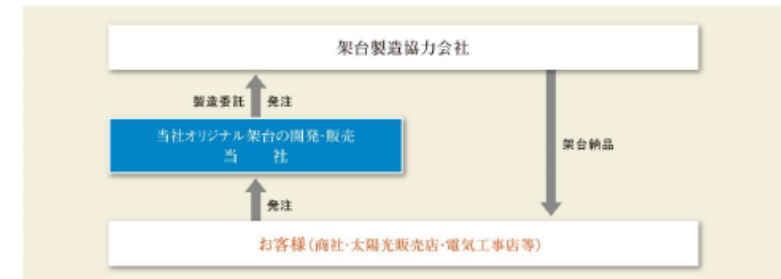 架台製造協力会社
製造委託 発注
当社オリジナル架台の開発・販売
当 社
架台納品
発注
お客様(商社・太陽光販売店・電気工事店等)